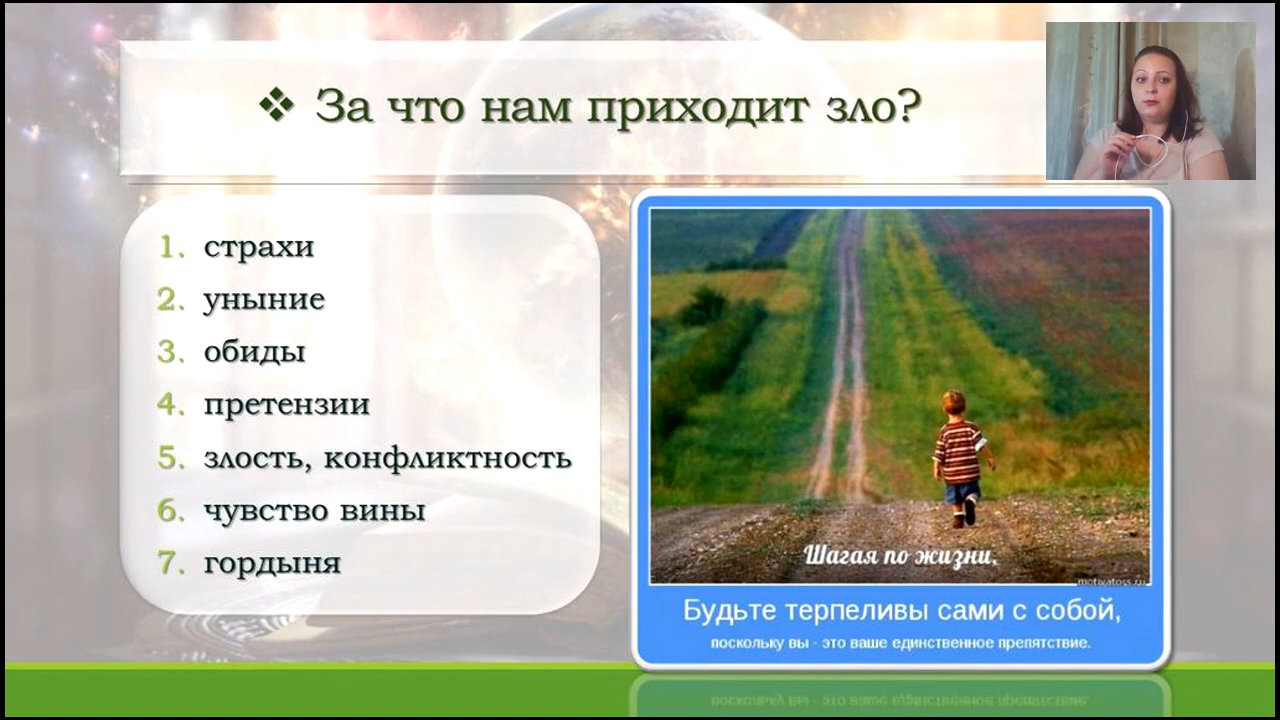 ❖ За что нам приходит зло?
1. страхи
2. уныние
3. обиды
4. претензии
5. злость, конфликтность
6. чувство вины
7. гордыня
Шагая по жизни,
motivatoss.ru
Будьте терпеливы сами с собой,
поскольку вы - это ваше единственное препятствие.